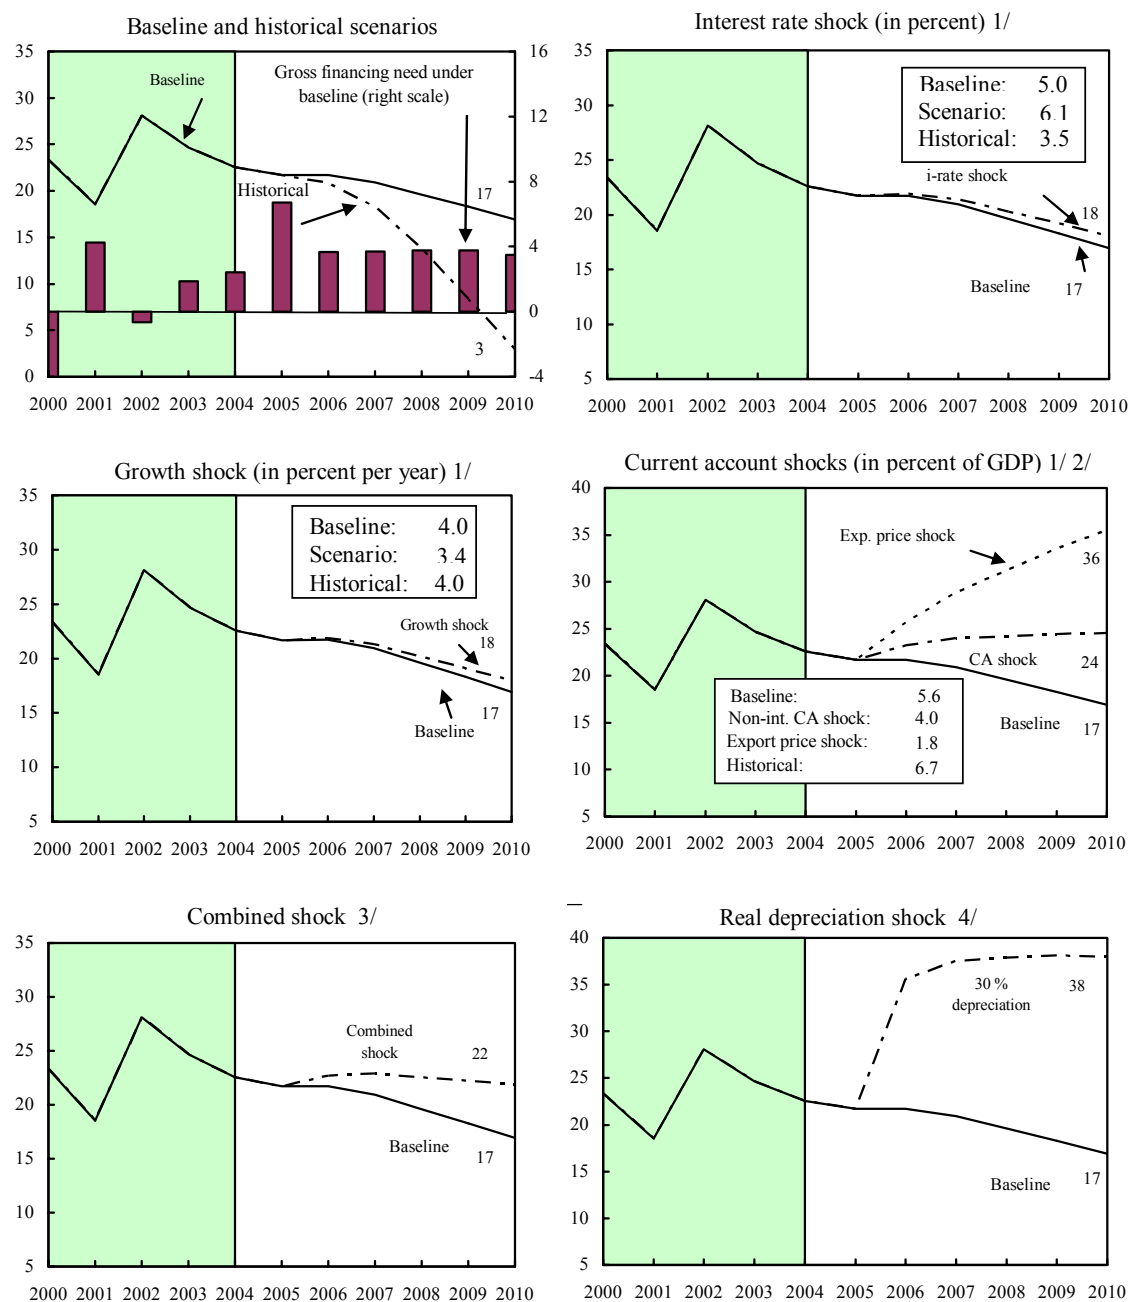 Baseline and historical scenarios
35
30
25
20
15
10
5
0
16
12
8
4
0
-4
Baseline
Gross financing need under
baseline (right scale)
Historical
17
3
2000 2001 2002 2003 2004 2005 2006 2007 2008 2009 2010
Interest rate shock (in percent) 1/
35
30
25
20
15
10
5
Baseline: 5.0
Scenario: 6.1
Historical: 3.5
i-rate shock
18
Baseline
17
2000 2001 2002 2003 2004 2005 2006 2007 2008 2009 2010
Growth shock (in percent per year) 1/
35
30
25
20
15
10
5
Baseline: 4.0
Scenario: 3.4
Historical: 4.0
Growth shock
18
17
Baseline
2000 2001 2002 2003 2004 2005 2006 2007 2008 2009 2010
Current account shocks (in percent of GDP) 1/ 2/
40
35
30
25
20
15
10
5
Exp. price shock
36
CA shock
24
Baseline
17
Baseline: 5.6
Non-int. CA shock: 4.0
Export price shock: 1.8
Historical: 6.7
2000 2001 2002 2003 2004 2005 2006 2007 2008 2009 2010
Combined shock 3/
35
30
25
20
15
10
5
Combined
shock
22
Baseline
17
2000 2001 2002 2003 2004 2005 2006 2007 2008 2009 2010
Real depreciation shock 4/
40
35
30
25
20
15
10
5
30 %
depreciation
38
Baseline
17
2000 2001 2002 2003 2004 2005 2006 2007 2008 2009 2010